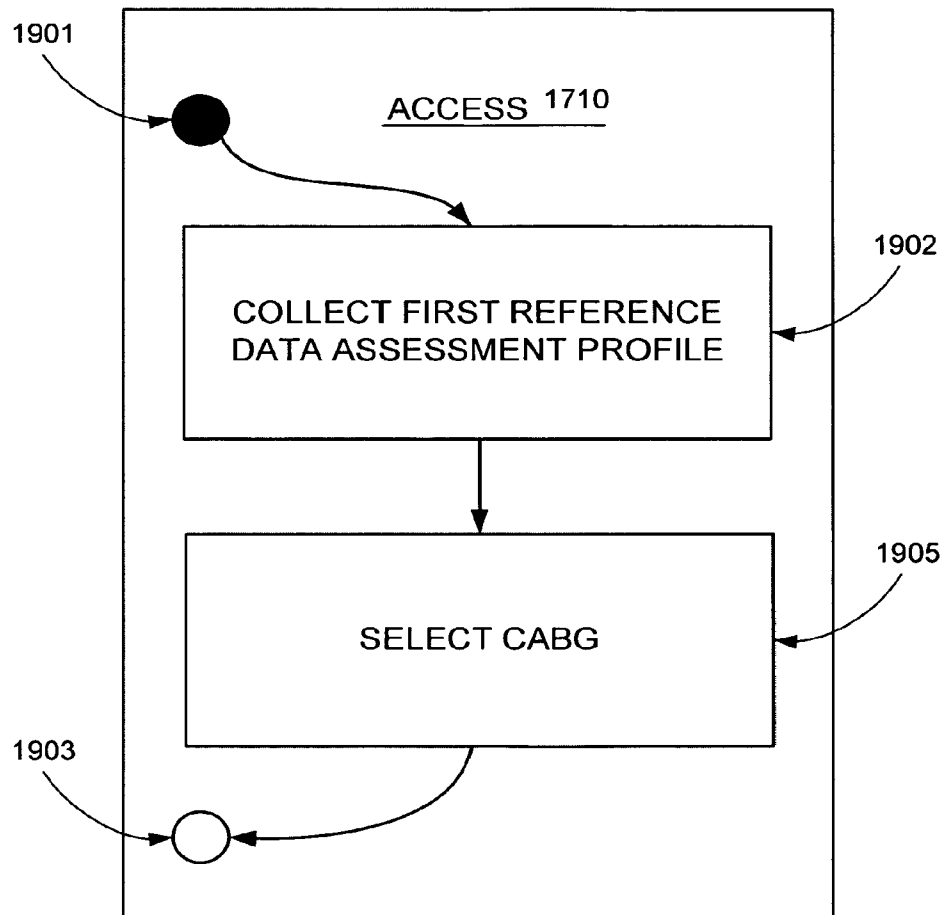 1901
ACCESS 1710
1902
COLLECT FIRST REFERENCE
DATA ASSESSMENT PROFILE
1905
SELECT CABG
1903